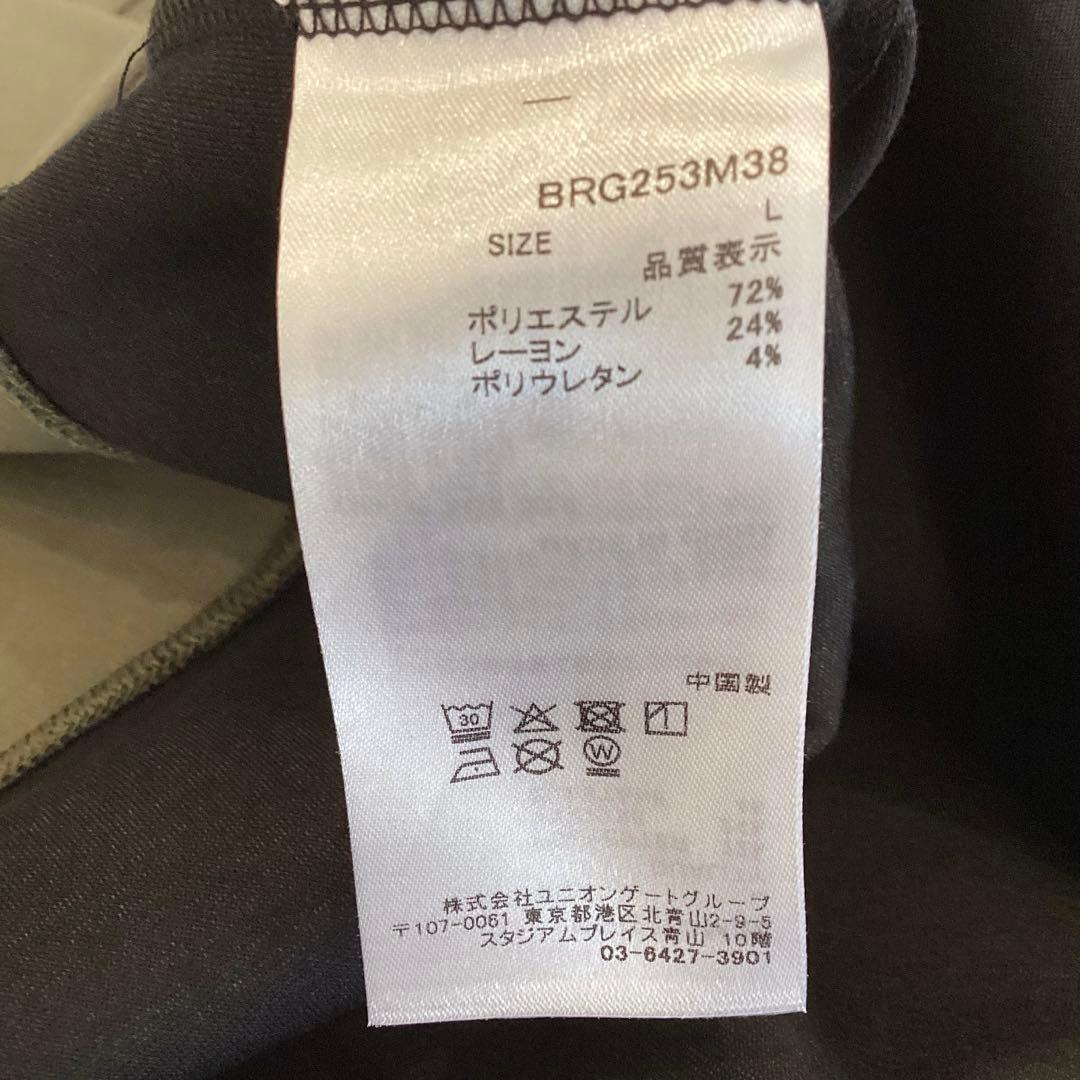 BRG253M38
SIZE L
品質表示
ポリエステル 72%
レーヨン 24%
ポリウレタン 4%
中国製
30
W
株式会社ユニオンゲートグループ
〒107-0061 東京都港区北青山2-9-5
スタジアムプレイス青山 10階
03-6427-3901